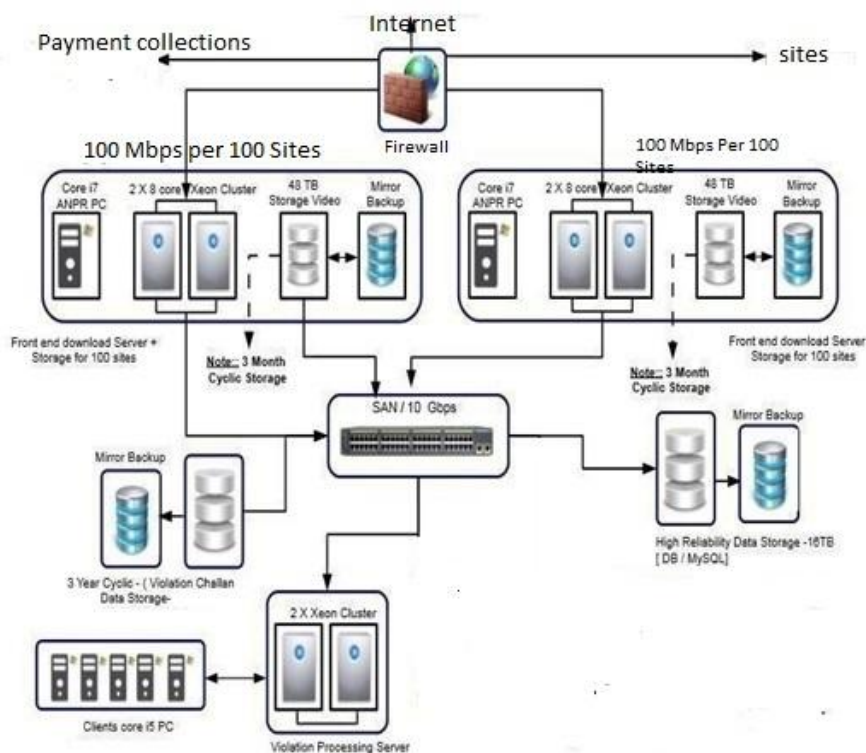 Internet
Payment collections
sites
Firewall
100 Mbps per 100 Sites
100 Mbps Per 100
Sites
Core i7
ANPR PC
2 X 8 core Xeon Cluster
48 TB
Storage Video
Mirror
Backup
Core i7
ANPR PC
2 X 8 core Xeon Cluster
48 TB
Storage Video
Mirror
Backup
Front end download Server +
Storage for 100 sites
Note:: 3 Month
Cyclic Storage
Front end download Server
Storage for 100 sites
Note:: 3 Month
Cyclic Storage
SAN / 10 Gbps
Mirror Backup
Mirror Backup
High Reliability Data Storage -16TB
[ DB / MySQL]
3 Year Cyclic - ( Violation Challan
Data Storage-
2 X Xeon Cluster
Clients core i5 PC
Violation Processing Server